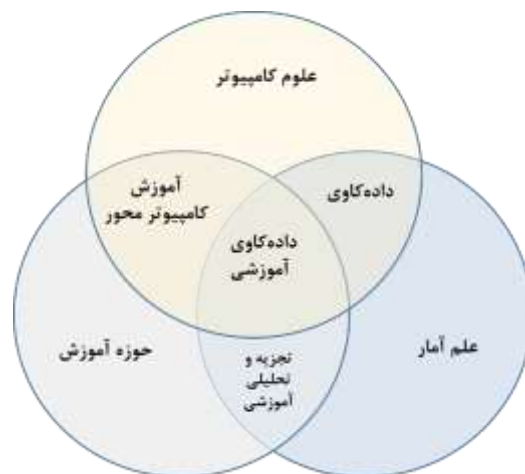 علوم کامپیوتر
آموزش
کامپیوتر محور
داده‌کاوی
داده‌کاوی
آموزشی
حوزه آموزش
تجزیه و
تحلیلی
آموزشی
علم آمار